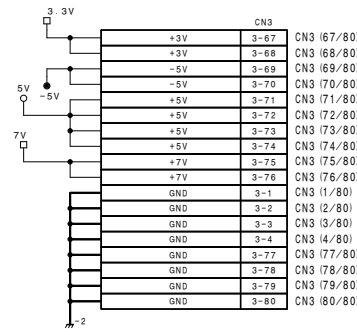 3.3V
CN3
+3V 3-67 CN3 (67/80)
+3V 3-68 CN3 (68/80)
-5V 3-69 CN3 (69/80)
-5V 3-70 CN3 (70/80)
5V
-5V
+5V 3-71 CN3 (71/80)
+5V 3-72 CN3 (72/80)
+5V 3-73 CN3 (73/80)
+5V 3-74 CN3 (74/80)
7V
+7V 3-75 CN3 (75/80)
+7V 3-76 CN3 (76/80)
GND 3-1 CN3 (1/80)
GND 3-2 CN3 (2/80)
GND 3-3 CN3 (3/80)
GND 3-4 CN3 (4/80)
GND 3-77 CN3 (77/80)
GND 3-78 CN3 (78/80)
GND 3-79 CN3 (79/80)
GND 3-80 CN3 (80/80)
-2